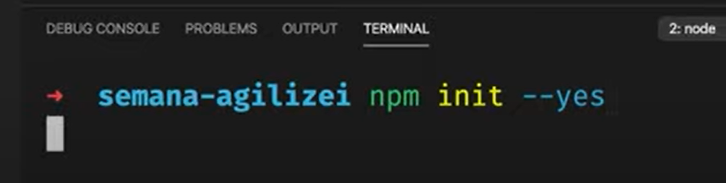 DEBUG CONSOLE PROBLEMS OUTPUT TERMINAL 2: node
→ semana-agilizei npm init --yes